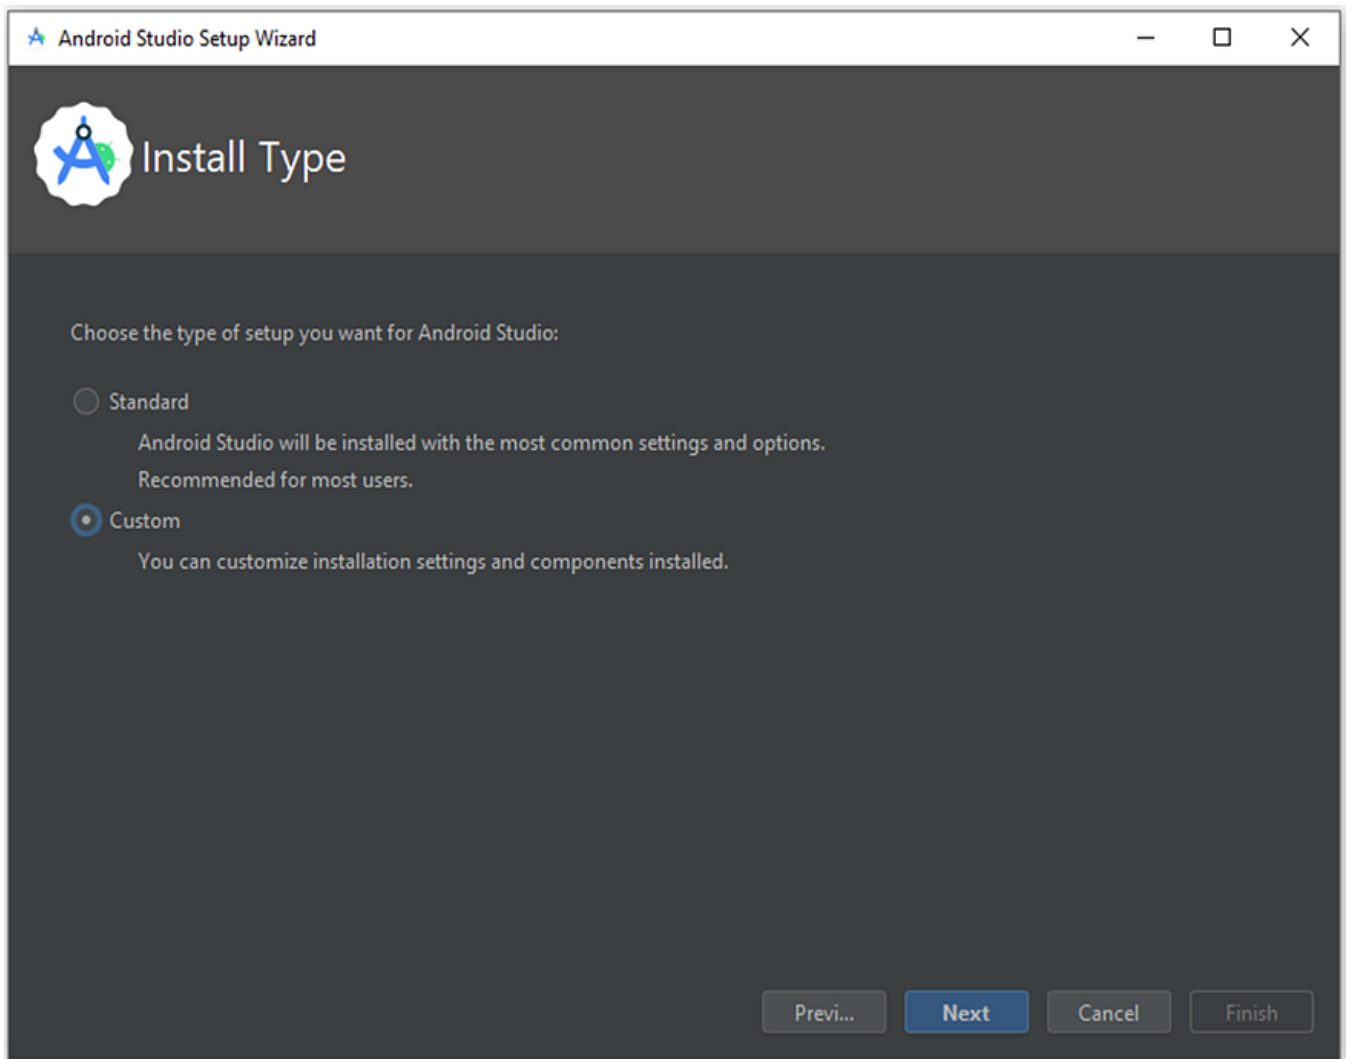 Android Studio Setup Wizard
Install Type
Choose the type of setup you want for Android Studio:
Standard
Android Studio will be installed with the most common settings and options.
Recommended for most users.
Custom
You can customize installation settings and components installed.
Previ... Next Cancel Finish